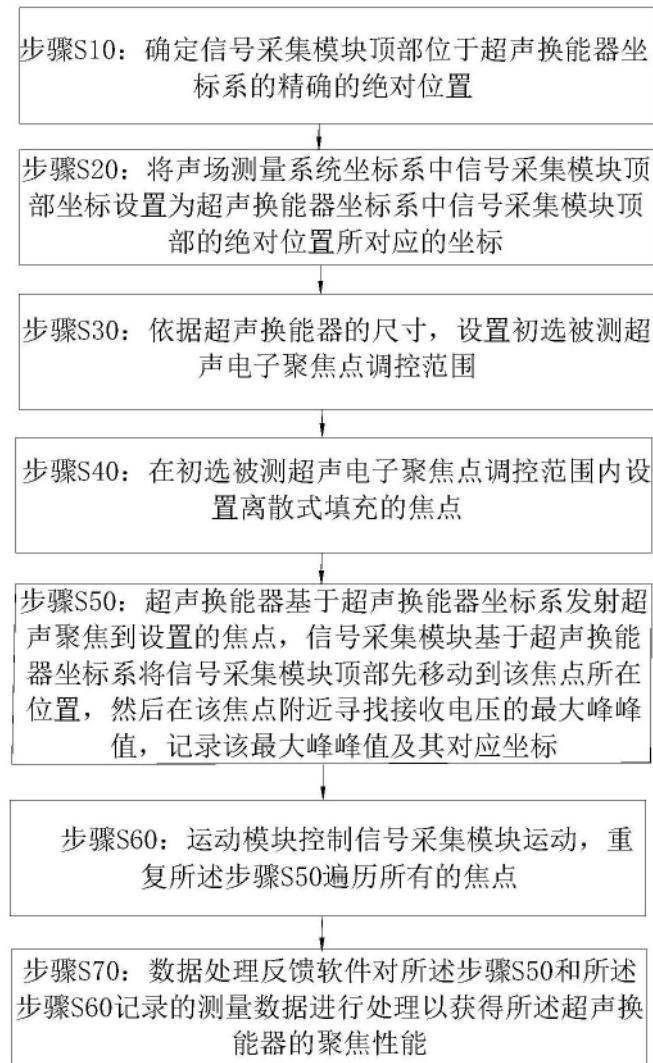 步骤S10：确定信号采集模块顶部位于超声换能器坐
标系的精确的绝对位置
步骤S20：将声场测量系统坐标系中信号采集模块顶
部坐标设置为超声换能器坐标系中信号采集模块顶
部的绝对位置所对应的坐标
步骤S30：依据超声换能器的尺寸，设置初选被测超
声电子聚焦点调控范围
步骤S40：在初选被测超声电子聚焦点调控范围内设
置离散式填充的焦点
步骤S50：超声换能器基于超声换能器坐标系发射超
声聚焦到设置的焦点，信号采集模块基于超声换能
器坐标系将信号采集模块顶部先移动到该焦点所在
位置，然后在该焦点附近寻找接收电压的最大峰峰
值，记录该最大峰峰值及其对应坐标
步骤S60：运动模块控制信号采集模块运动，重
复所述步骤S50遍历所有的焦点
步骤S70：数据处理反馈软件对所述步骤S50和所述
步骤S60记录的测量数据进行处理以获得所述超声换
能器的聚焦性能